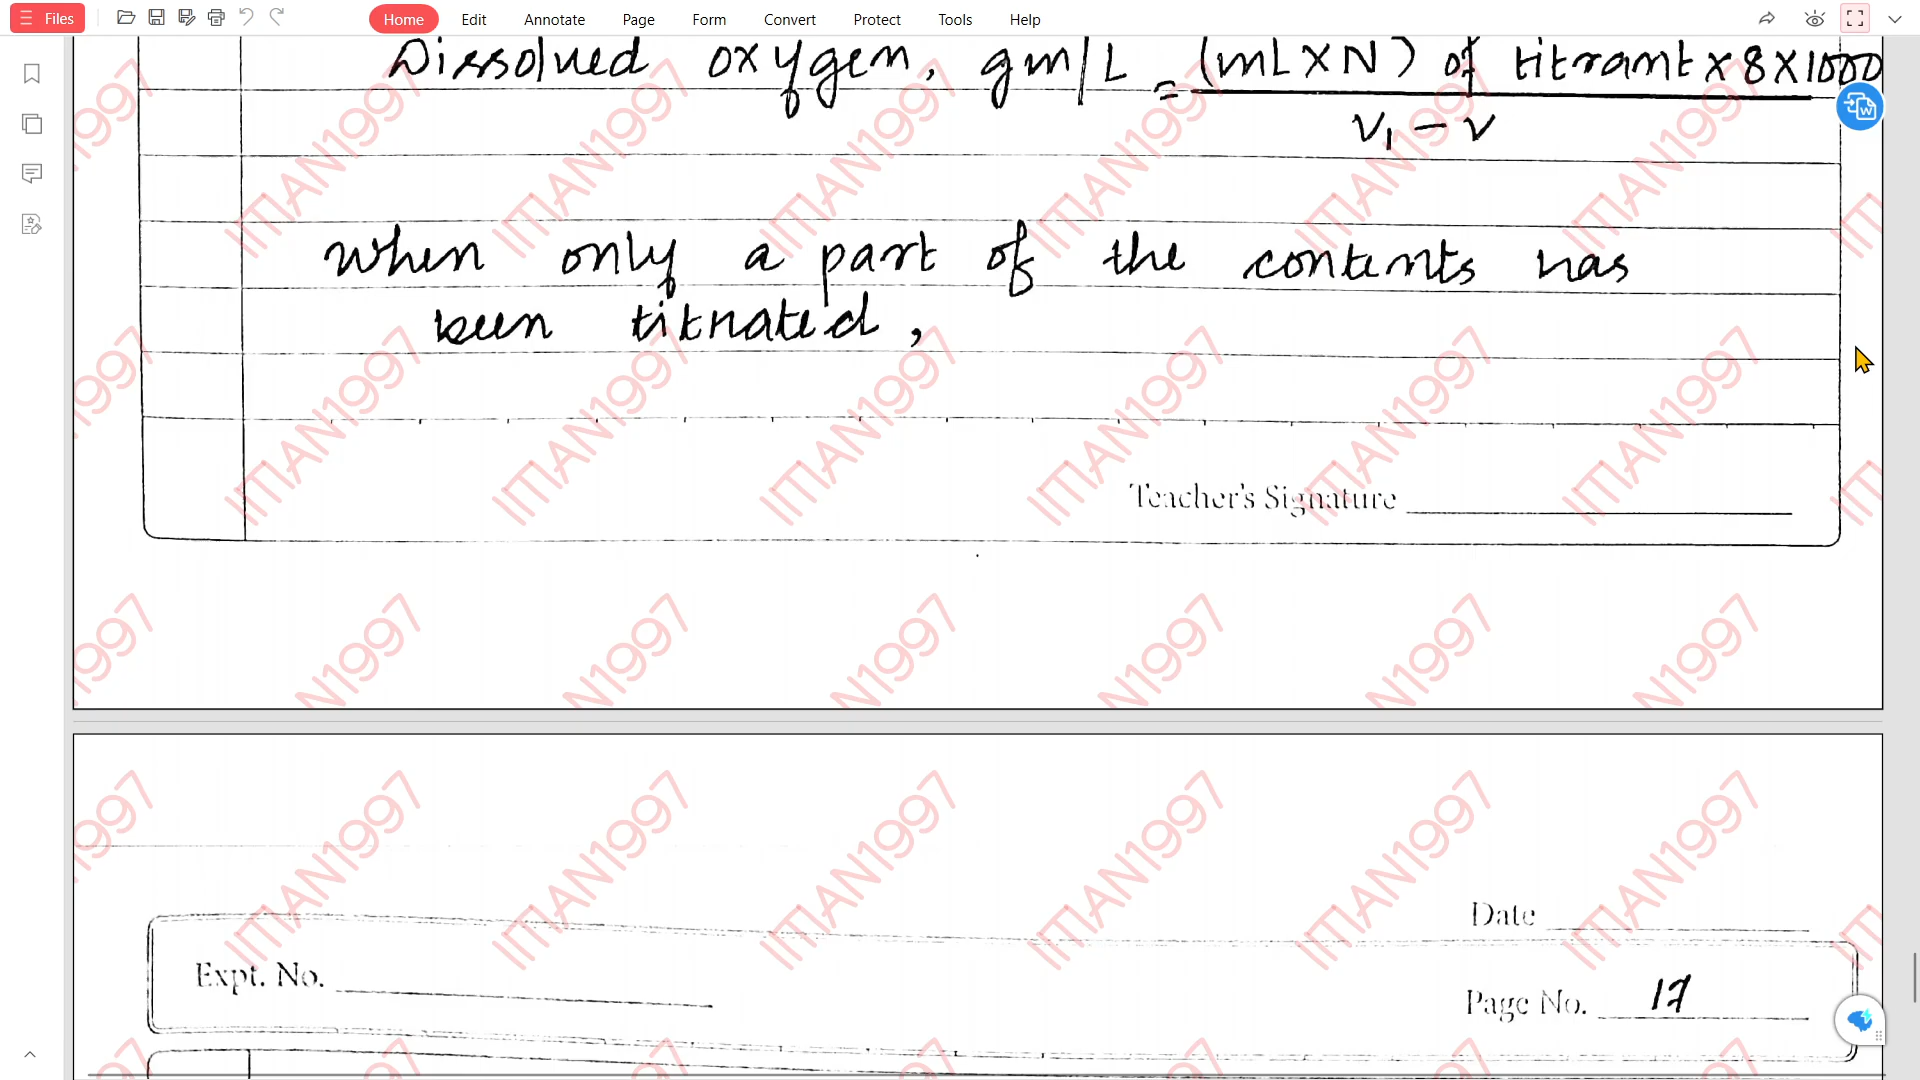 Files
Home Edit Annotate Page Form Convert Protect Tools Help
Dissolved oxygen, gm/L = (mL X N) of titrant X 8 X 1000
V₁ - V
When only a part of the contents has
been titrated,
Teacher's Signature
Date
Expt. No.
Page No. 17
IITIAN1997